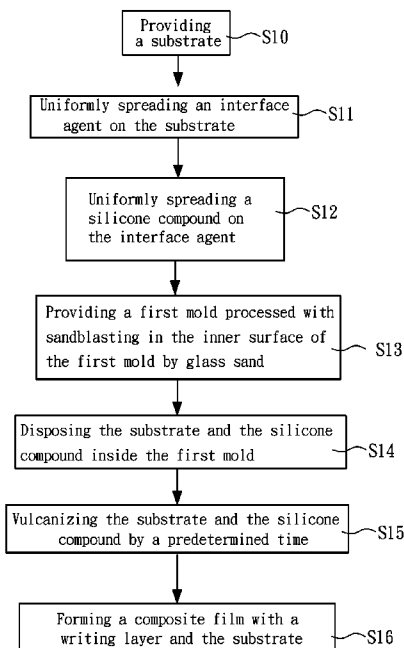 Providing
a substrate
S10
Uniformly spreading an interface
agent on the substrate
S11
Uniformly spreading a
silicone compound on
the interface agent
S12
Providing a first mold processed with
sandblasting in the inner surface of
the first mold by glass sand
S13
Disposing the substrate and the silicone
compound inside the first mold
S14
Vulcanizing the substrate and the silicone
compound by a predetermined time
S15
Forming a composite film with a
writing layer and the substrate
S16